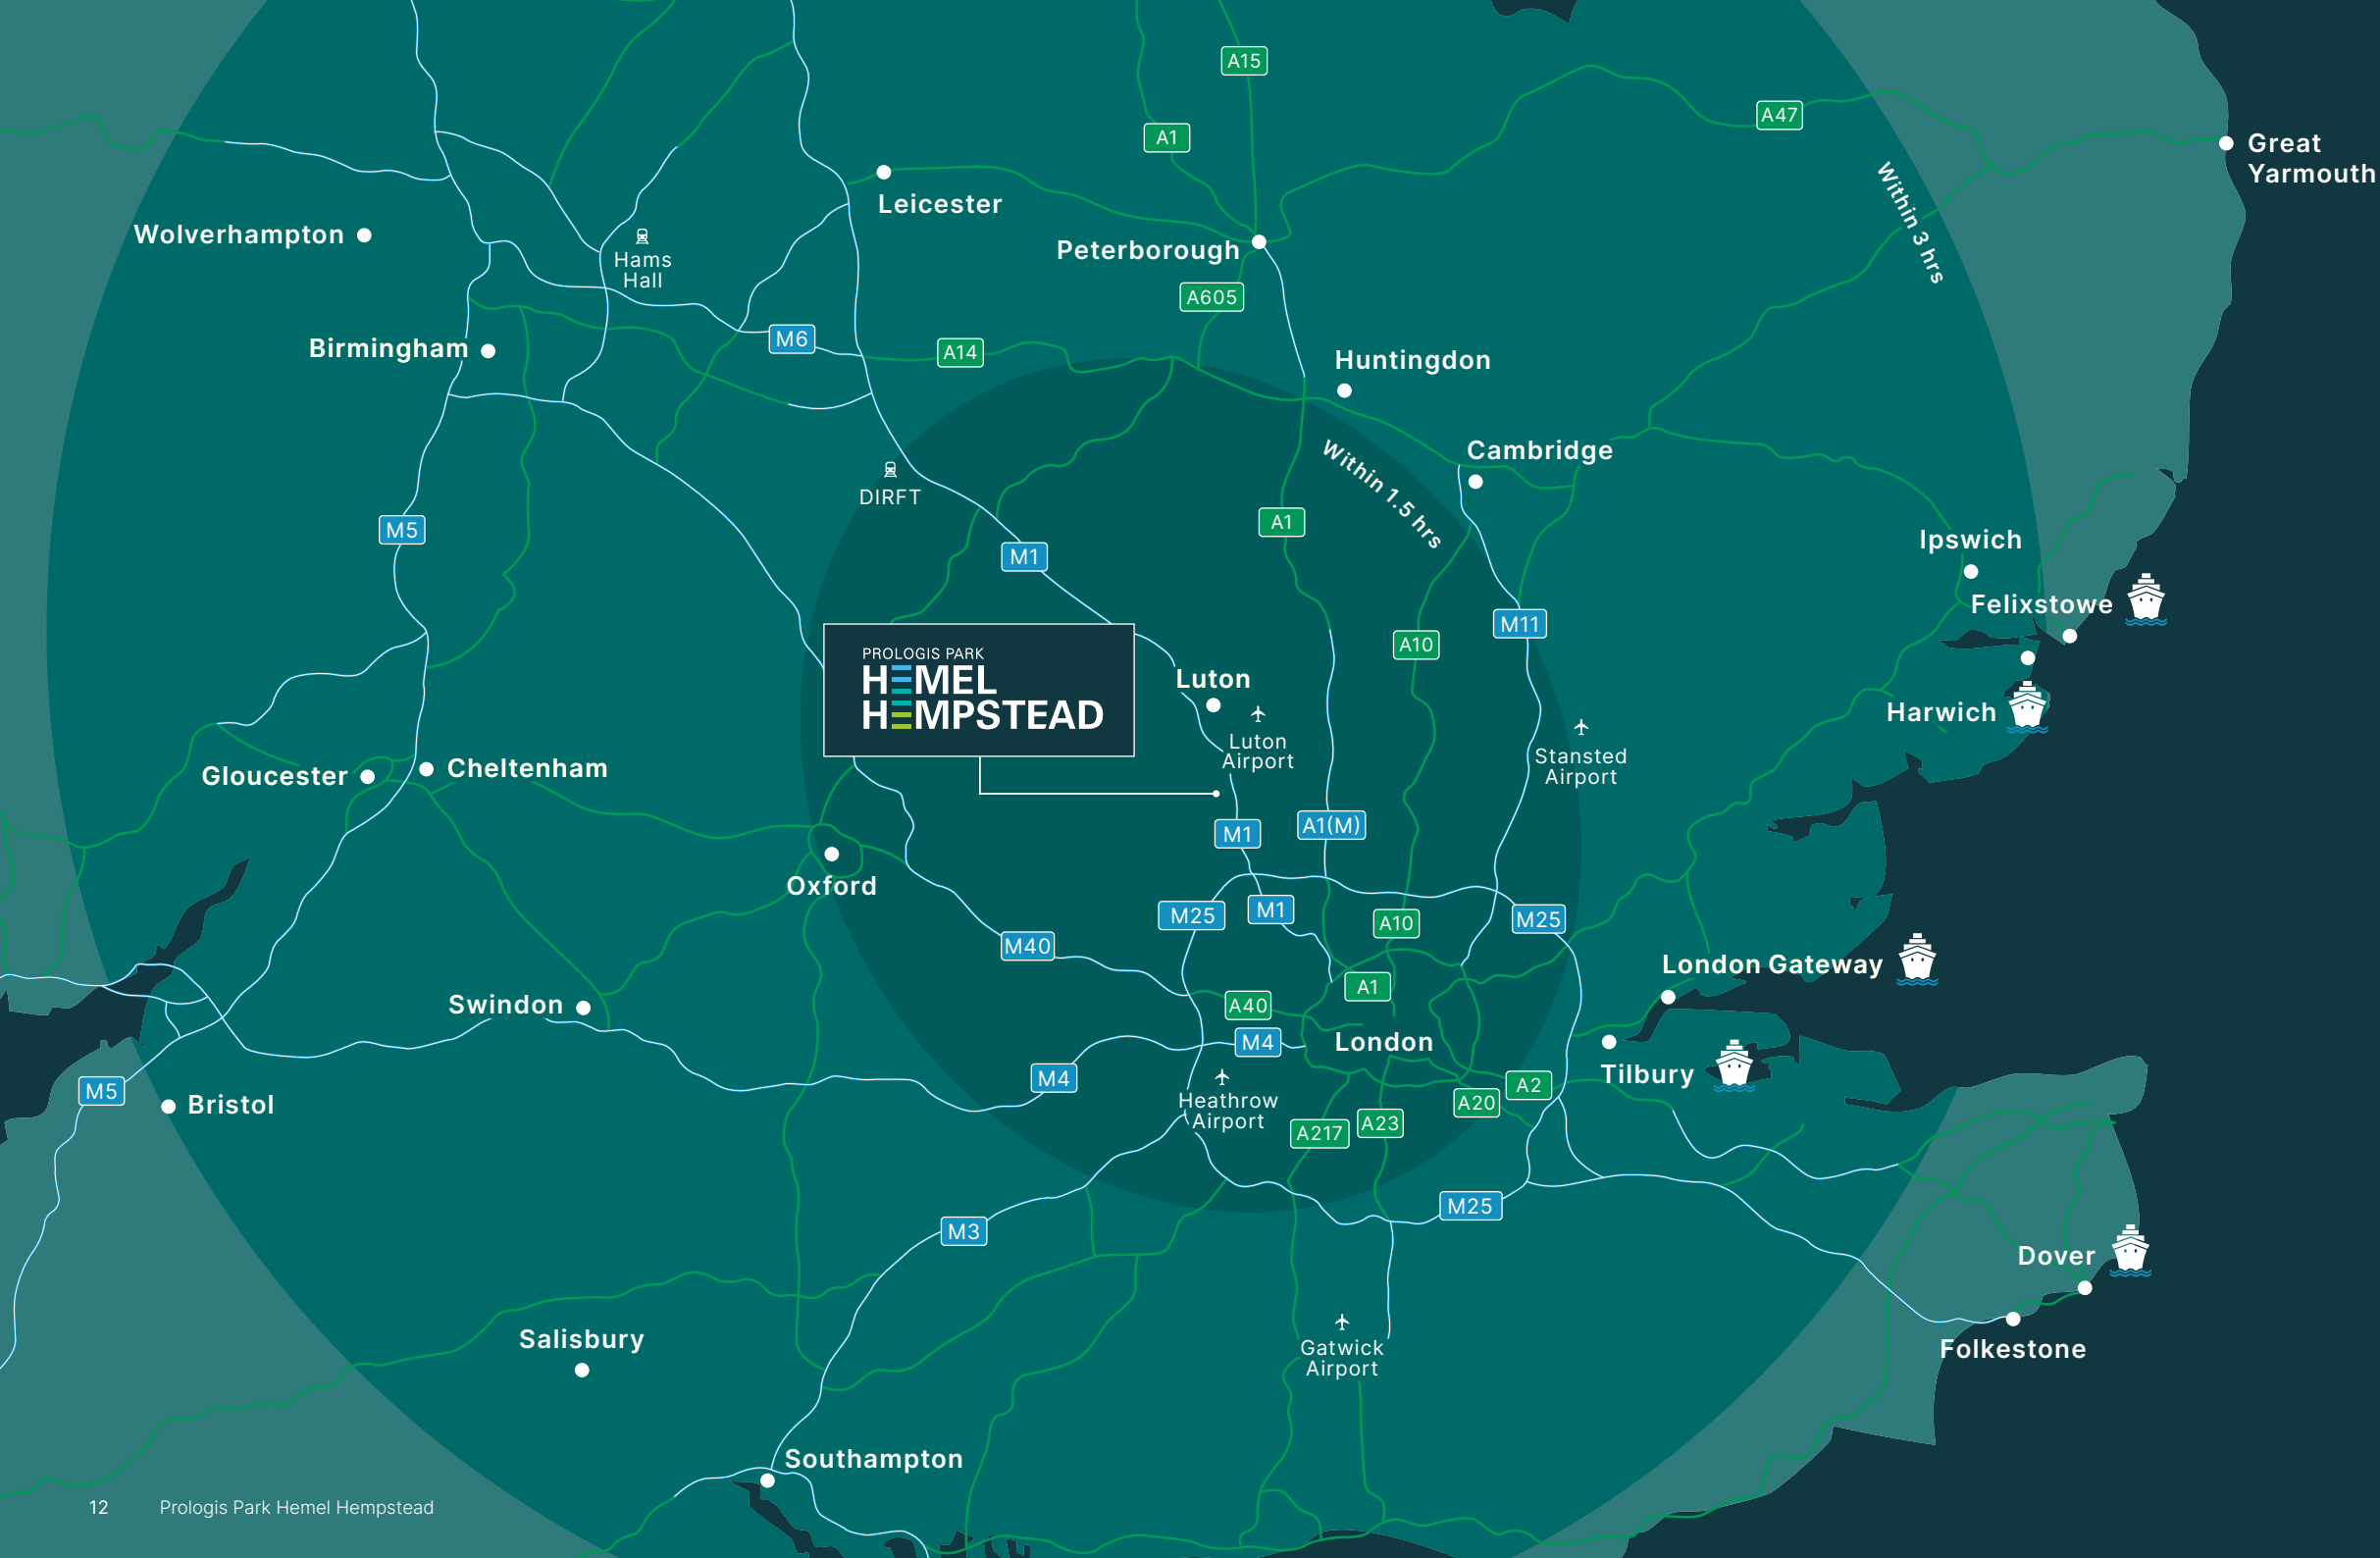 A15
A47
A1
Great
Yarmouth
Leicester
Within 3 hrs
Wolverhampton
Peterborough
Hams
Hall
A605
M6
Birmingham
A14
Huntingdon
Cambridge
Within 1.5 hrs
DIRFT
M5
A1
M1
Ipswich
Felixstowe
M11
A10
PROLOGIS PARK
HEMEL
HEMPSTEAD
Luton
Harwich
Luton
Airport
Stansted
Airport
Gloucester
Cheltenham
M1
A1(M)
Oxford
M25
M1
A10
M25
M40
London Gateway
A1
Swindon
A40
M4
London
M4
Tilbury
A2
M5
Bristol
Heathrow
Airport
A20
A217
A23
M25
M3
Dover
Salisbury
Gatwick
Airport
Folkestone
Southampton
12
Prologis Park Hemel Hempstead